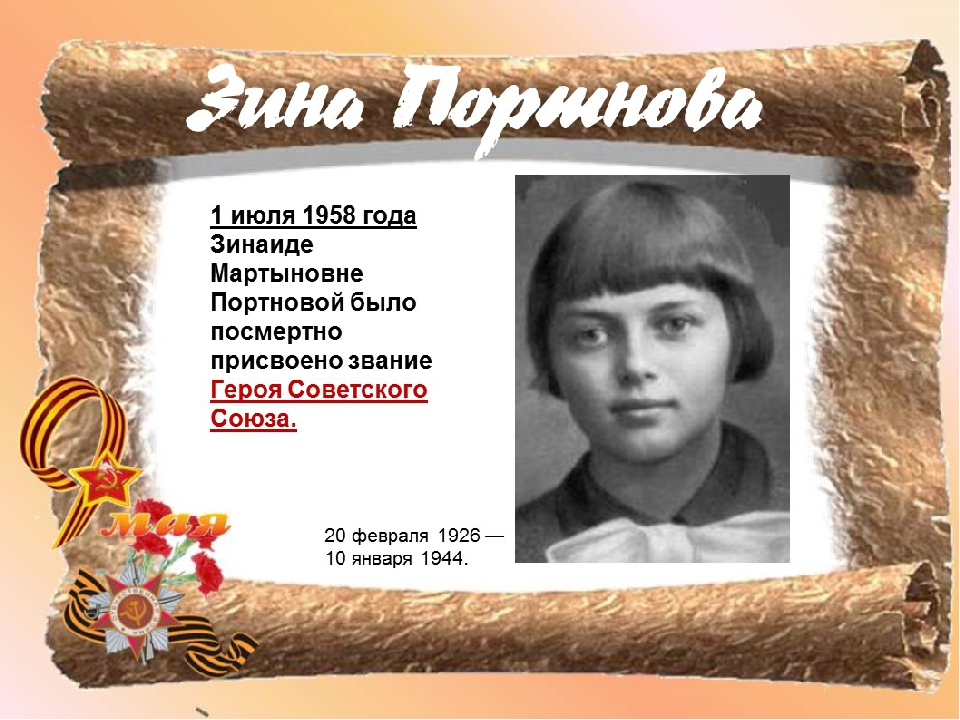 Зина Портнова
1 июля 1958 года
Зинаиде
Мартыновне
Портновой было
посмертно
присвоено звание
Героя Советского
Союза.
9 мая
20 февраля 1926 —
10 января 1944.